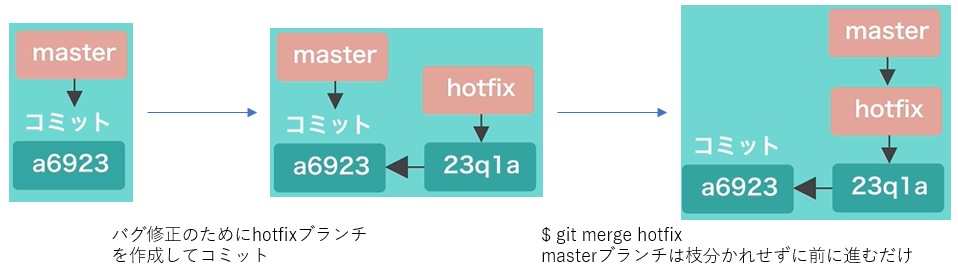 master
コミット
a6923
master
hotfix
コミット
a6923
23q1a
master
hotfix
コミット
a6923
23q1a
バグ修正のためにhotfixブランチ
を作成してコミット
$ git merge hotfix
masterブランチは枝分かれせずに前に進むだけ